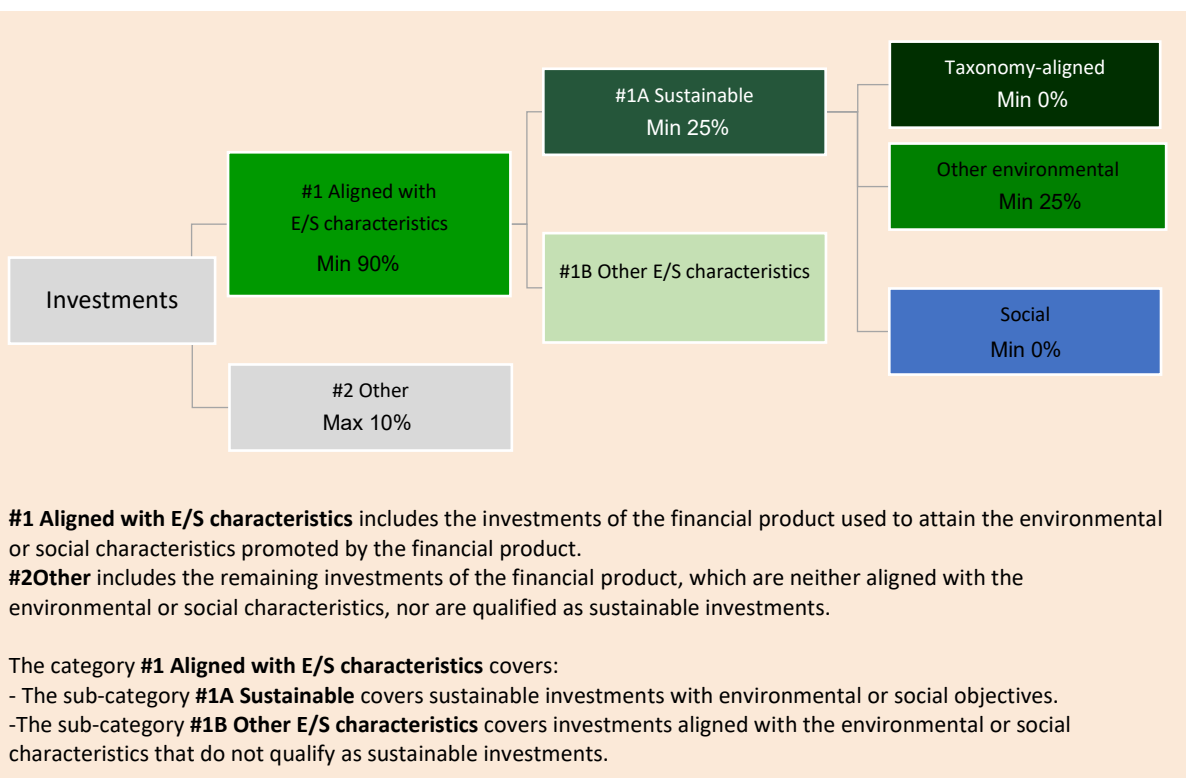 Investments
#1 Aligned with
E/S characteristics
Min 90%
#2 Other
Max 10%
#1A Sustainable
Min 25%
#1B Other E/S characteristics
Taxonomy-aligned
Min 0%
Other environmental
Min 25%
Social
Min 0%
#1 Aligned with E/S characteristics includes the investments of the financial product used to attain the environmental
or social characteristics promoted by the financial product.
#2Other includes the remaining investments of the financial product, which are neither aligned with the
environmental or social characteristics, nor are qualified as sustainable investments.
The category #1 Aligned with E/S characteristics covers:
- The sub-category #1A Sustainable covers sustainable investments with environmental or social objectives.
-The sub-category #1B Other E/S characteristics covers investments aligned with the environmental or social
characteristics that do not qualify as sustainable investments.